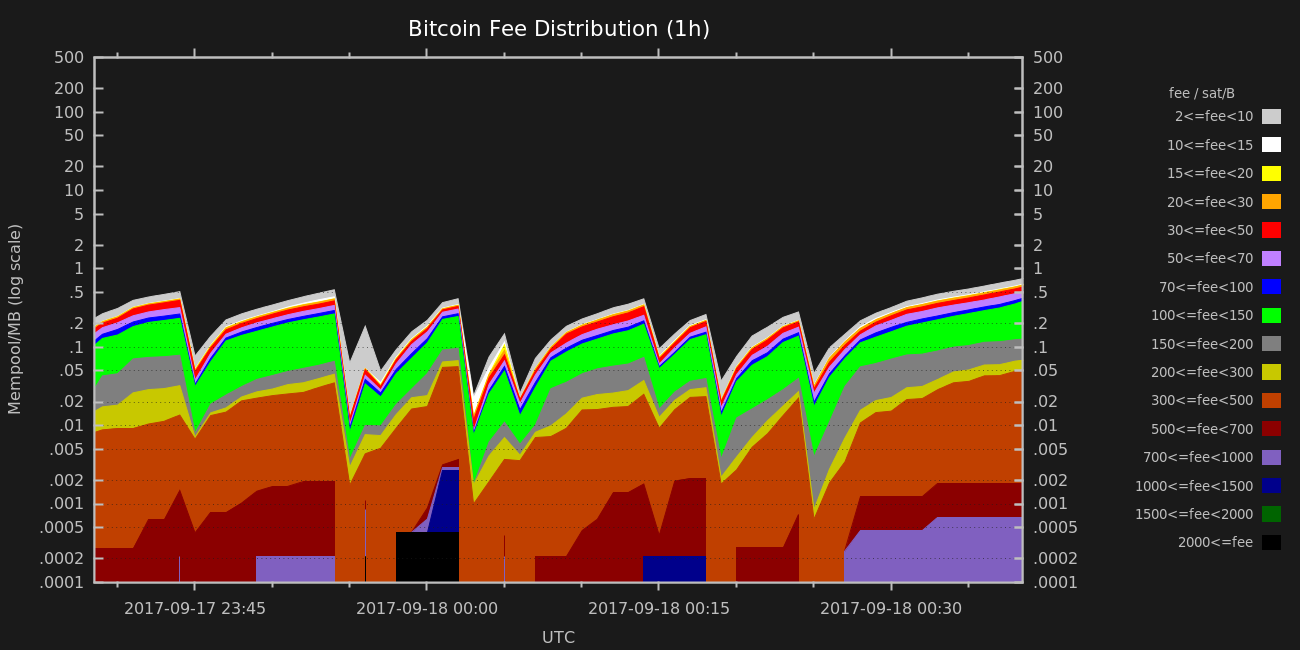 Bitcoin Fee Distribution (1h)
Mempool/MB (log scale)
500
200
100
50
20
10
5
2
1
.5
.2
.1
.05
.02
.01
.005
.002
.001
.0005
.0002
.0001
500
200
100
50
20
10
5
2
1
.5
.2
.1
.05
.02
.01
.005
.002
.001
.0005
.0002
.0001
2017-09-17 23:45
2017-09-18 00:00
2017-09-18 00:15
2017-09-18 00:30
UTC
fee / sat/B
2<=fee<10
10<=fee<15
15<=fee<20
20<=fee<30
30<=fee<50
50<=fee<70
70<=fee<100
100<=fee<150
150<=fee<200
200<=fee<300
300<=fee<500
500<=fee<700
700<=fee<1000
1000<=fee<1500
1500<=fee<2000
2000<=fee